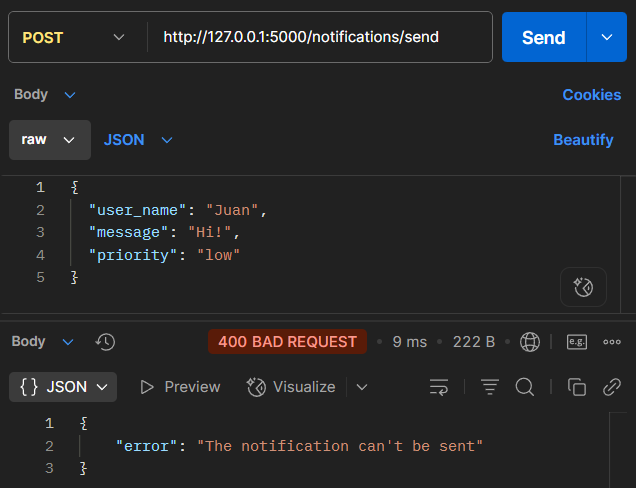 POST http://127.0.0.1:5000/notifications/send Send
Body Cookies
raw JSON Beautify
1 {
2 "user_name": "Juan",
3 "message": "Hi!",
4 "priority": "low"
5 }
Body 400 BAD REQUEST • 9 ms • 222 B • e.g.
{} JSON Preview Visualize
1 {
2 "error": "The notification can't be sent"
3 }